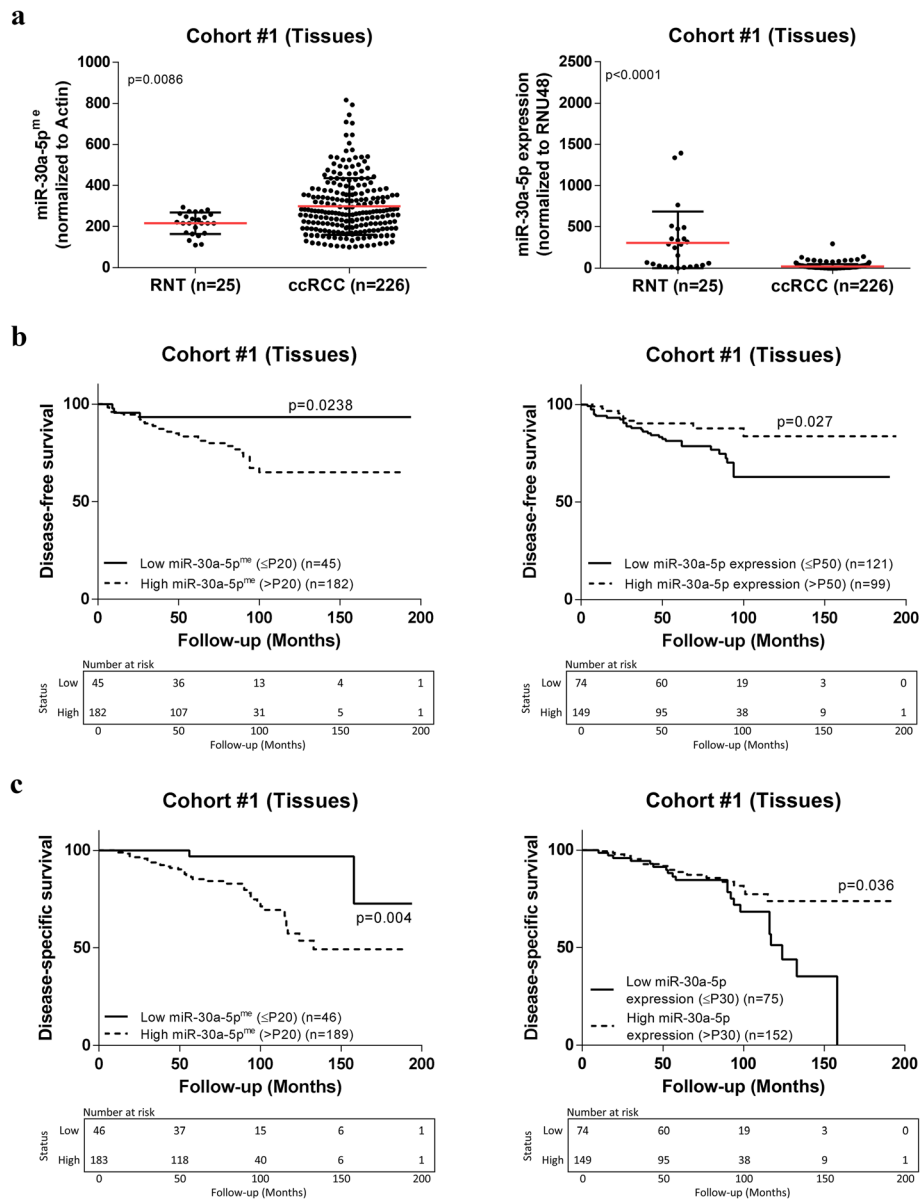 a
Cohort #1 (Tissues)
miR-30a-5pᵐ ᵉ
(normalized to Actin)
1000
800
600
400
200
0
p=0.0086
RNT (n=25)
ccRCC (n=226)
Cohort #1 (Tissues)
miR-30a-5p expression
(normalized to RNU48)
2500
2000
1500
1000
500
0
p<0.0001
RNT (n=25)
ccRCC (n=226)
b
Cohort #1 (Tissues)
Disease-free survival
100
50
0
p=0.0238
Low miR-30a-5pᵐᵉ (≤P20) (n=45)
High miR-30a-5pᵐᵉ (>P20) (n=182)
0 50 100 150 200
Follow-up (Months)
Number at risk
Status
Low 45 36 13 4 1
High 182 107 31 5 1
0 50 100 150 200
Follow-up (Months)
Cohort #1 (Tissues)
Disease-free survival
100
50
0
p=0.027
Low miR-30a-5p expression (≤P50) (n=121)
High miR-30a-5p expression (>P50) (n=99)
0 50 100 150 200
Follow-up (Months)
Number at risk
Status
Low 74 60 19 3 0
High 149 95 38 9 1
0 50 100 150 200
Follow-up (Months)
c
Cohort #1 (Tissues)
Disease-specific survival
100
50
0
p=0.004
Low miR-30a-5pᵐᵉ (≤P20) (n=46)
High miR-30a-5pᵐᵉ (>P20) (n=189)
0 50 100 150 200
Follow-up (Months)
Number at risk
Status
Low 46 37 15 6 1
High 183 118 40 6 1
0 50 100 150 200
Follow-up (Months)
Cohort #1 (Tissues)
Disease-specific survival
100
50
0
p=0.036
Low miR-30a-5p
expression (≤P30) (n=75)
High miR-30a-5p
expression (>P30) (n=152)
0 50 100 150 200
Follow-up (Months)
Number at risk
Status
Low 74 60 19 3 0
High 149 95 38 9 1
0 50 100 150 200
Follow-up (Months)